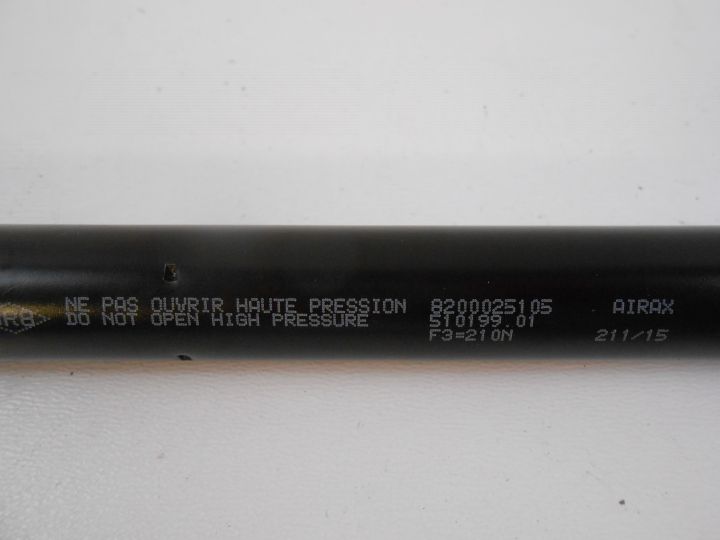 NE PAS OUVRIR HAUTE PRESSION 8200025105 AIRAX
DO NOT OPEN HIGH PRESSURE 510199.01
F3=210N 211/15